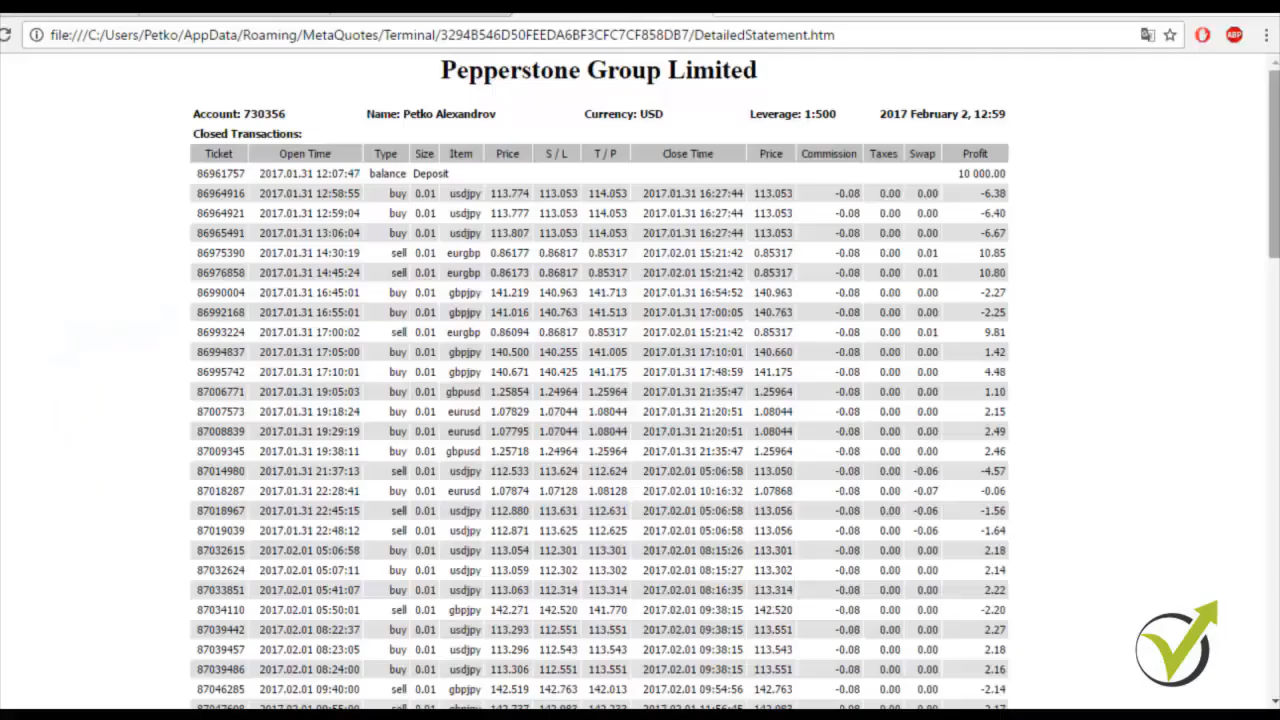 file:///C:/Users/Petko/AppData/Roaming/MetaQuotes/Terminal/3294B546D50FEEDA6BF3CFC7CF858DB7/DetailedStatement.htm
ABP
Pepperstone Group Limited
Account: 730356 Name: Petko Alexandrov Currency: USD Leverage: 1:500 2017 February 2, 12:59
Closed Transactions:
Ticket Open Time Type Size Item Price S / L T / P Close Time Price Commission Taxes Swap Profit
86961757 2017.01.31 12:07:47 balance Deposit 10 000.00
86964916 2017.01.31 12:58:55 buy 0.01 usdjpy 113.774 113.053 114.053 2017.01.31 16:27:44 113.053 -0.08 0.00 0.00 -6.38
86964921 2017.01.31 12:59:04 buy 0.01 usdjpy 113.777 113.053 114.053 2017.01.31 16:27:44 113.053 -0.08 0.00 0.00 -6.40
86965491 2017.01.31 13:06:04 buy 0.01 usdjpy 113.807 113.053 114.053 2017.01.31 16:27:44 113.053 -0.08 0.00 0.00 -6.67
86975390 2017.01.31 14:30:19 sell 0.01 eurgbp 0.86177 0.86817 0.85317 2017.02.01 15:21:42 0.85317 -0.08 0.00 0.01 10.85
86976858 2017.01.31 14:45:24 sell 0.01 eurgbp 0.86173 0.86817 0.85317 2017.02.01 15:21:42 0.85317 -0.08 0.00 0.01 10.80
86990004 2017.01.31 16:45:01 buy 0.01 gbpjpy 141.219 140.963 141.713 2017.01.31 16:54:52 140.963 -0.08 0.00 0.00 -2.27
86992168 2017.01.31 16:55:01 buy 0.01 gbpjpy 141.016 140.763 141.513 2017.01.31 17:00:05 140.763 -0.08 0.00 0.00 -2.25
86993224 2017.01.31 17:00:02 sell 0.01 eurgbp 0.86094 0.86817 0.85317 2017.02.01 15:21:42 0.85317 -0.08 0.00 0.01 9.81
86994837 2017.01.31 17:05:00 buy 0.01 gbpjpy 140.500 140.255 141.005 2017.01.31 17:10:01 140.660 -0.08 0.00 0.00 1.42
86995742 2017.01.31 17:10:01 buy 0.01 gbpjpy 140.671 140.425 141.175 2017.01.31 17:48:59 141.175 -0.08 0.00 0.00 4.48
87006771 2017.01.31 19:05:03 buy 0.01 gbpusd 1.25854 1.24964 1.25964 2017.01.31 21:35:47 1.25964 -0.08 0.00 0.00 1.10
87007573 2017.01.31 19:18:24 buy 0.01 eurusd 1.07829 1.07044 1.08044 2017.01.31 21:20:51 1.08044 -0.08 0.00 0.00 2.15
87008839 2017.01.31 19:29:19 buy 0.01 eurusd 1.07795 1.07044 1.08044 2017.01.31 21:20:51 1.08044 -0.08 0.00 0.00 2.49
87009345 2017.01.31 19:38:11 buy 0.01 gbpusd 1.25718 1.24964 1.25964 2017.01.31 21:35:47 1.25964 -0.08 0.00 0.00 2.46
87014980 2017.01.31 21:37:13 sell 0.01 usdjpy 112.533 113.624 112.624 2017.02.01 05:06:58 113.050 -0.08 0.00 -0.06 -4.57
87018287 2017.01.31 22:28:41 buy 0.01 eurusd 1.07874 1.07128 1.08128 2017.02.01 10:16:32 1.07868 -0.08 0.00 -0.07 -0.06
87018967 2017.01.31 22:45:15 sell 0.01 usdjpy 112.880 113.631 112.631 2017.02.01 05:06:58 113.056 -0.08 0.00 -0.06 -1.56
87019039 2017.01.31 22:48:12 sell 0.01 usdjpy 112.871 113.625 112.625 2017.02.01 05:06:58 113.056 -0.08 0.00 -0.06 -1.64
87032615 2017.02.01 05:06:58 buy 0.01 usdjpy 113.054 112.301 113.301 2017.02.01 08:15:26 113.301 -0.08 0.00 0.00 2.18
87032624 2017.02.01 05:07:11 buy 0.01 usdjpy 113.059 112.302 113.302 2017.02.01 08:15:27 113.302 -0.08 0.00 0.00 2.14
87033851 2017.02.01 05:41:07 buy 0.01 usdjpy 113.063 112.314 113.314 2017.02.01 08:16:35 113.314 -0.08 0.00 0.00 2.22
87034110 2017.02.01 05:50:01 sell 0.01 gbpjpy 142.271 142.520 141.770 2017.02.01 09:38:15 142.520 -0.08 0.00 0.00 -2.20
87039442 2017.02.01 08:22:37 buy 0.01 usdjpy 113.293 112.551 113.551 2017.02.01 09:38:15 113.551 -0.08 0.00 0.00 2.27
87039457 2017.02.01 08:23:05 buy 0.01 usdjpy 113.296 112.543 113.543 2017.02.01 09:38:15 113.543 -0.08 0.00 0.00 2.18
87039486 2017.02.01 08:24:00 buy 0.01 usdjpy 113.306 112.551 113.551 2017.02.01 09:38:15 113.551 -0.08 0.00 0.00 2.16
87046285 2017.02.01 09:40:00 sell 0.01 gbpjpy 142.519 142.763 142.013 2017.02.01 09:54:56 142.763 -0.08 0.00 0.00 -2.14